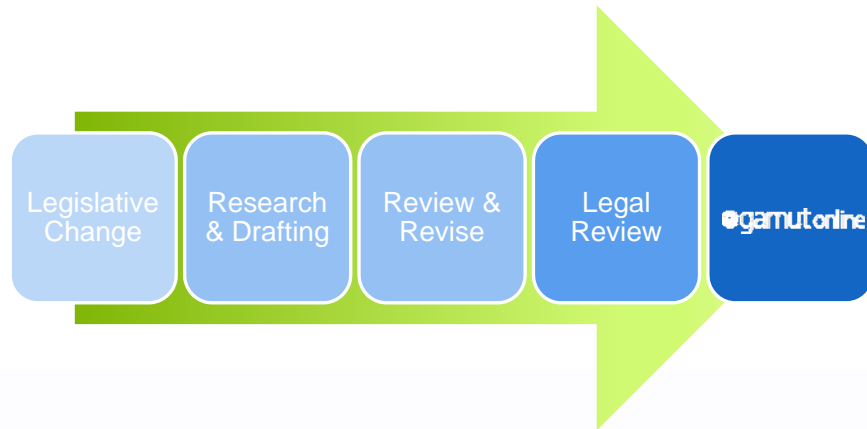 Legislative
Change
Research
& Drafting
Review &
Revise
Legal
Review
gamut online